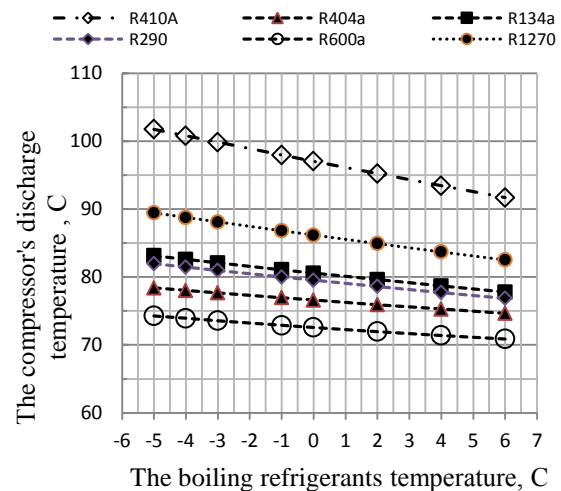 R410A R404a R134a
R290 R600a R1270
The compressor's discharge
temperature , C
110
100
90
80
70
60
-6 -5 -4 -3 -2 -1 0 1 2 3 4 5 6 7
The boiling refrigerants temperature, C